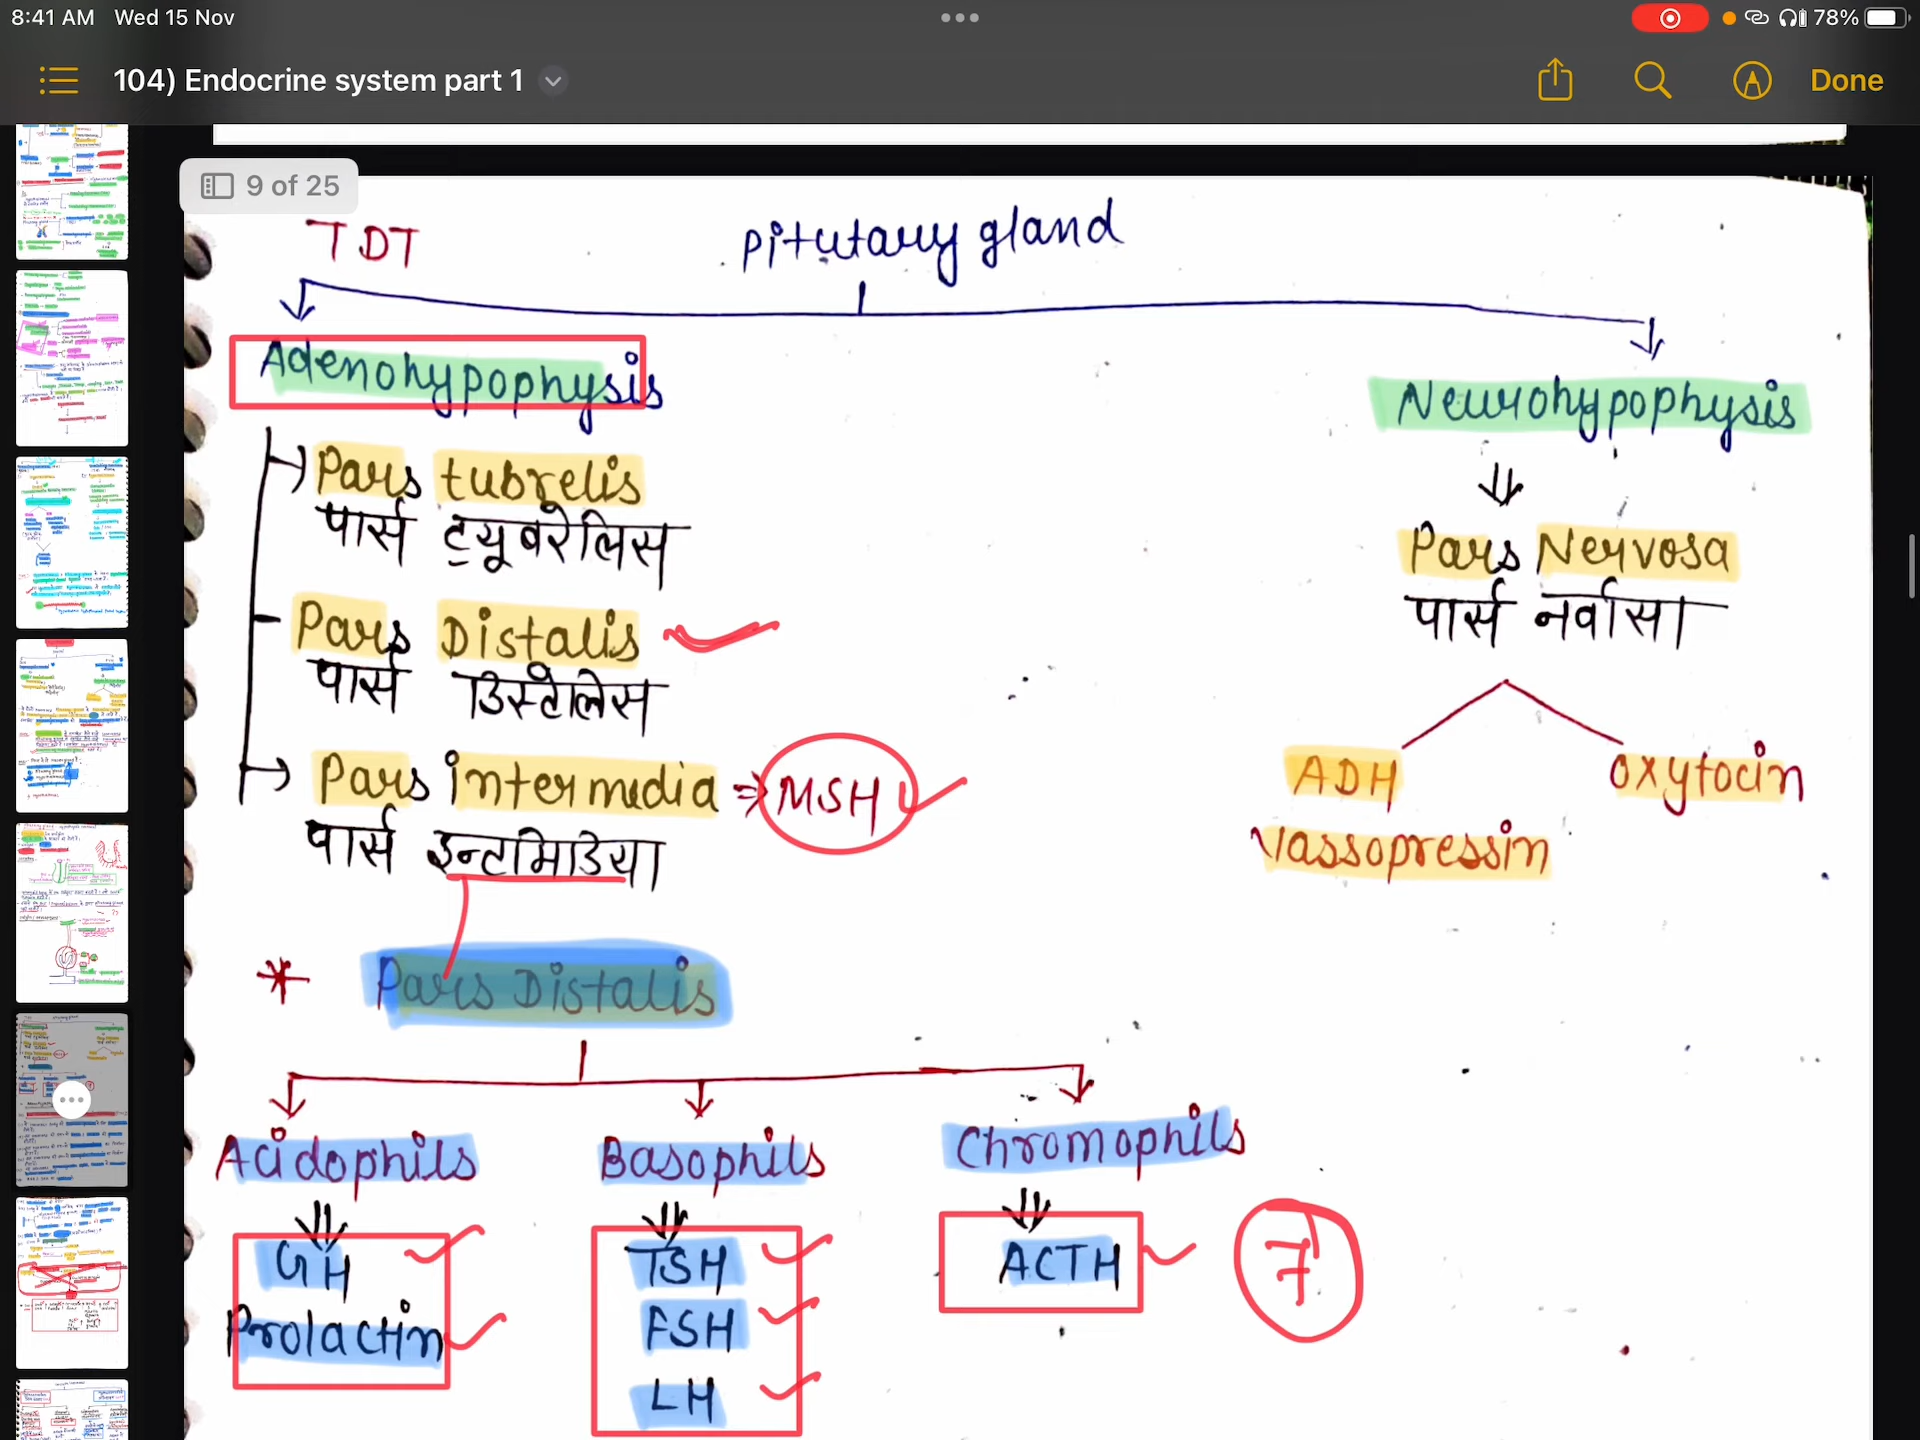 8:41 AM Wed 15 Nov
78%
104) Endocrine system part 1
Done
9 of 25
TDT
Pitutary gland
Adenohypophysis
Neurohypophysis
Pars tubrelis
पार्स ट्यूबरेलिस
Pars Nervosa
पार्स नर्वोसा
Pars Distalis
पार्स डिस्टेलिस
Pars intermedia ⇒ MSH
पार्स इन्टरमिडिया
ADH
Oxytocin
Vassopressin
* Pars Distalis
Acidophils
Basophils
Chromophils
GH
Prolactin
TSH
FSH
LH
ACTH
7